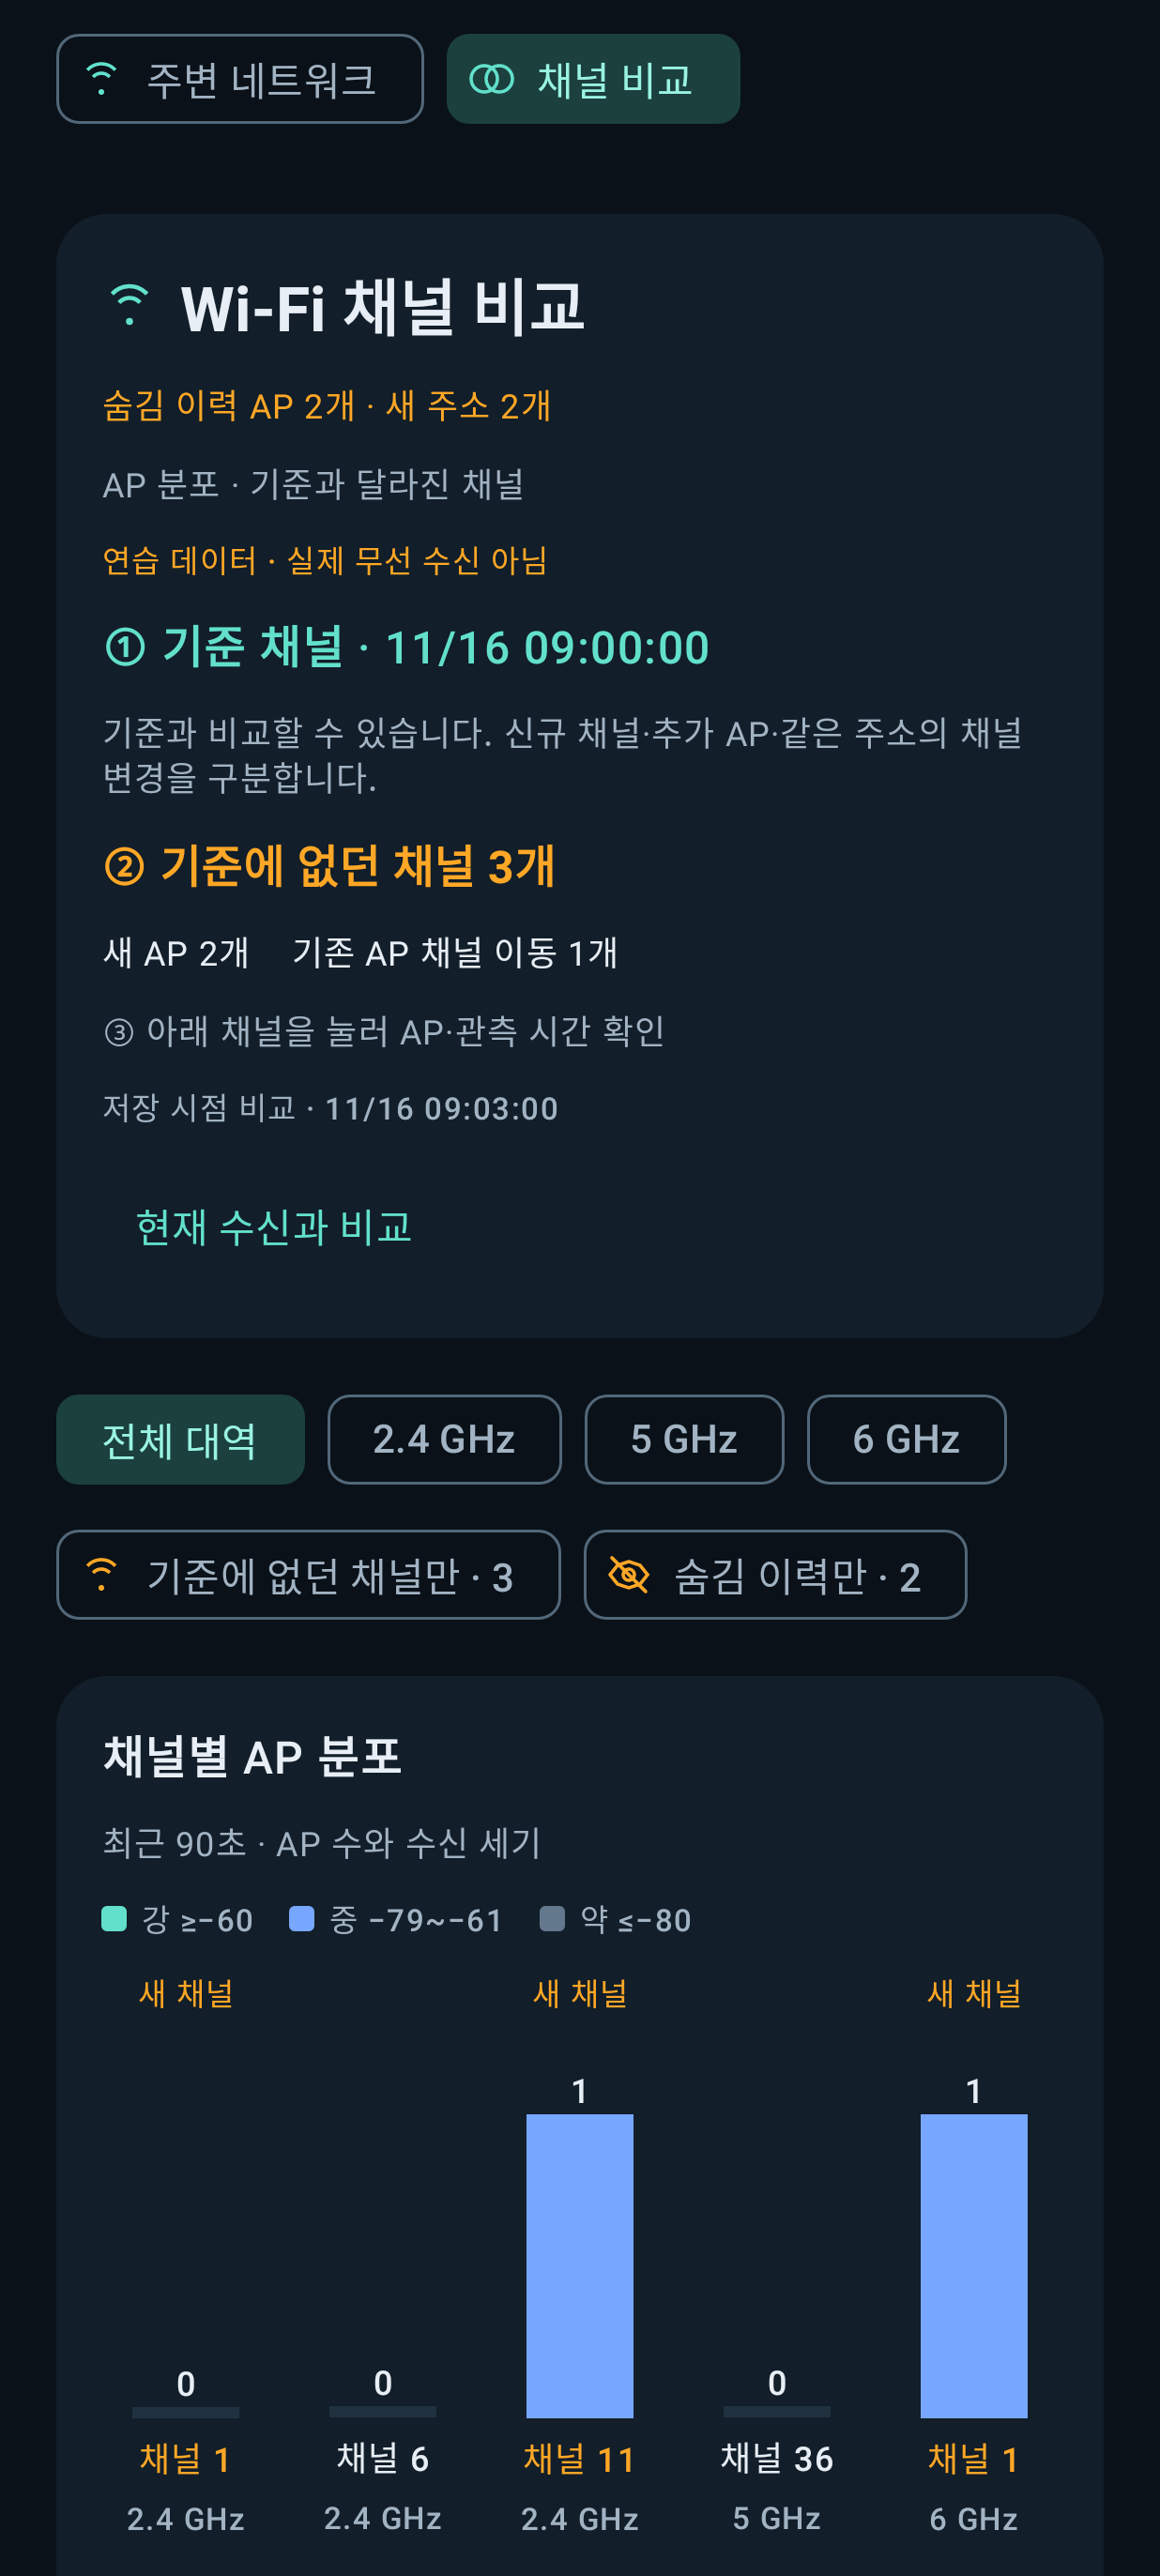 주변 네트워크
채널 비교
Wi-Fi 채널 비교
숨김 이력 AP 2개 · 새 주소 2개
AP 분포 · 기준과 달라진 채널
연습 데이터 · 실제 무선 수신 아님
① 기준 채널 · 11/16 09:00:00
기준과 비교할 수 있습니다. 신규 채널·추가 AP·같은 주소의 채널
변경을 구분합니다.
② 기준에 없던 채널 3개
새 AP 2개 기존 AP 채널 이동 1개
③ 아래 채널을 눌러 AP·관측 시간 확인
저장 시점 비교 · 11/16 09:03:00
현재 수신과 비교
전체 대역
2.4 GHz
5 GHz
6 GHz
기준에 없던 채널만 · 3
숨김 이력만 · 2
채널별 AP 분포
최근 90초 · AP 수와 수신 세기
강 ≥−60 중 −79~−61 약 ≤−80
새 채널 새 채널 새 채널
1 1
0 0 0
채널 1 채널 6 채널 11 채널 36 채널 1
2.4 GHz 2.4 GHz 2.4 GHz 5 GHz 6 GHz